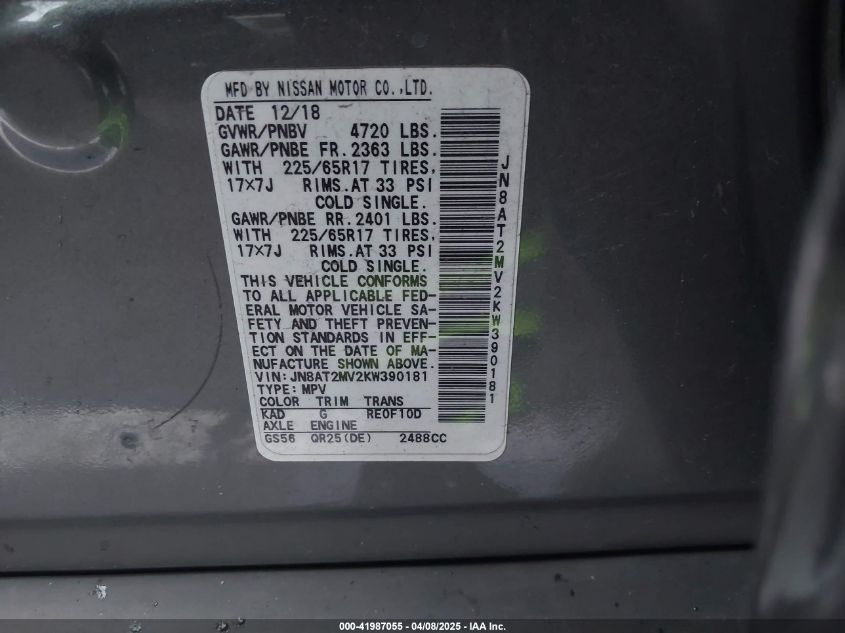 MFD BY NISSAN MOTOR CO.,LTD.
DATE 12/18
GVWR/PNBV 4720 LBS.
GAWR/PNBE FR. 2363 LBS.
WITH 225/65R17 TIRES,
17×7J RIMS.AT 33 PSI
COLD SINGLE.
GAWR/PNBE RR. 2401 LBS.
WITH 225/65R17 TIRES,
17×7J RIMS.AT 33 PSI
COLD SINGLE.
THIS VEHICLE CONFORMS
TO ALL APPLICABLE FED-
ERAL MOTOR VEHICLE SA-
FETY AND THEFT PREVEN-
TION STANDARDS IN EFF-
ECT ON THE DATE OF MA-
NUFACTURE SHOWN ABOVE.
VIN:JN8AT2MV2KW390181
TYPE: MPV
COLOR TRIM TRANS
KAD G RE0F10D
AXLE ENGINE
GS56 QR25(DE) 2488CC
JN8AT2MV2KW390181
000-41987055 - 04/08/2025 - IAA Inc.